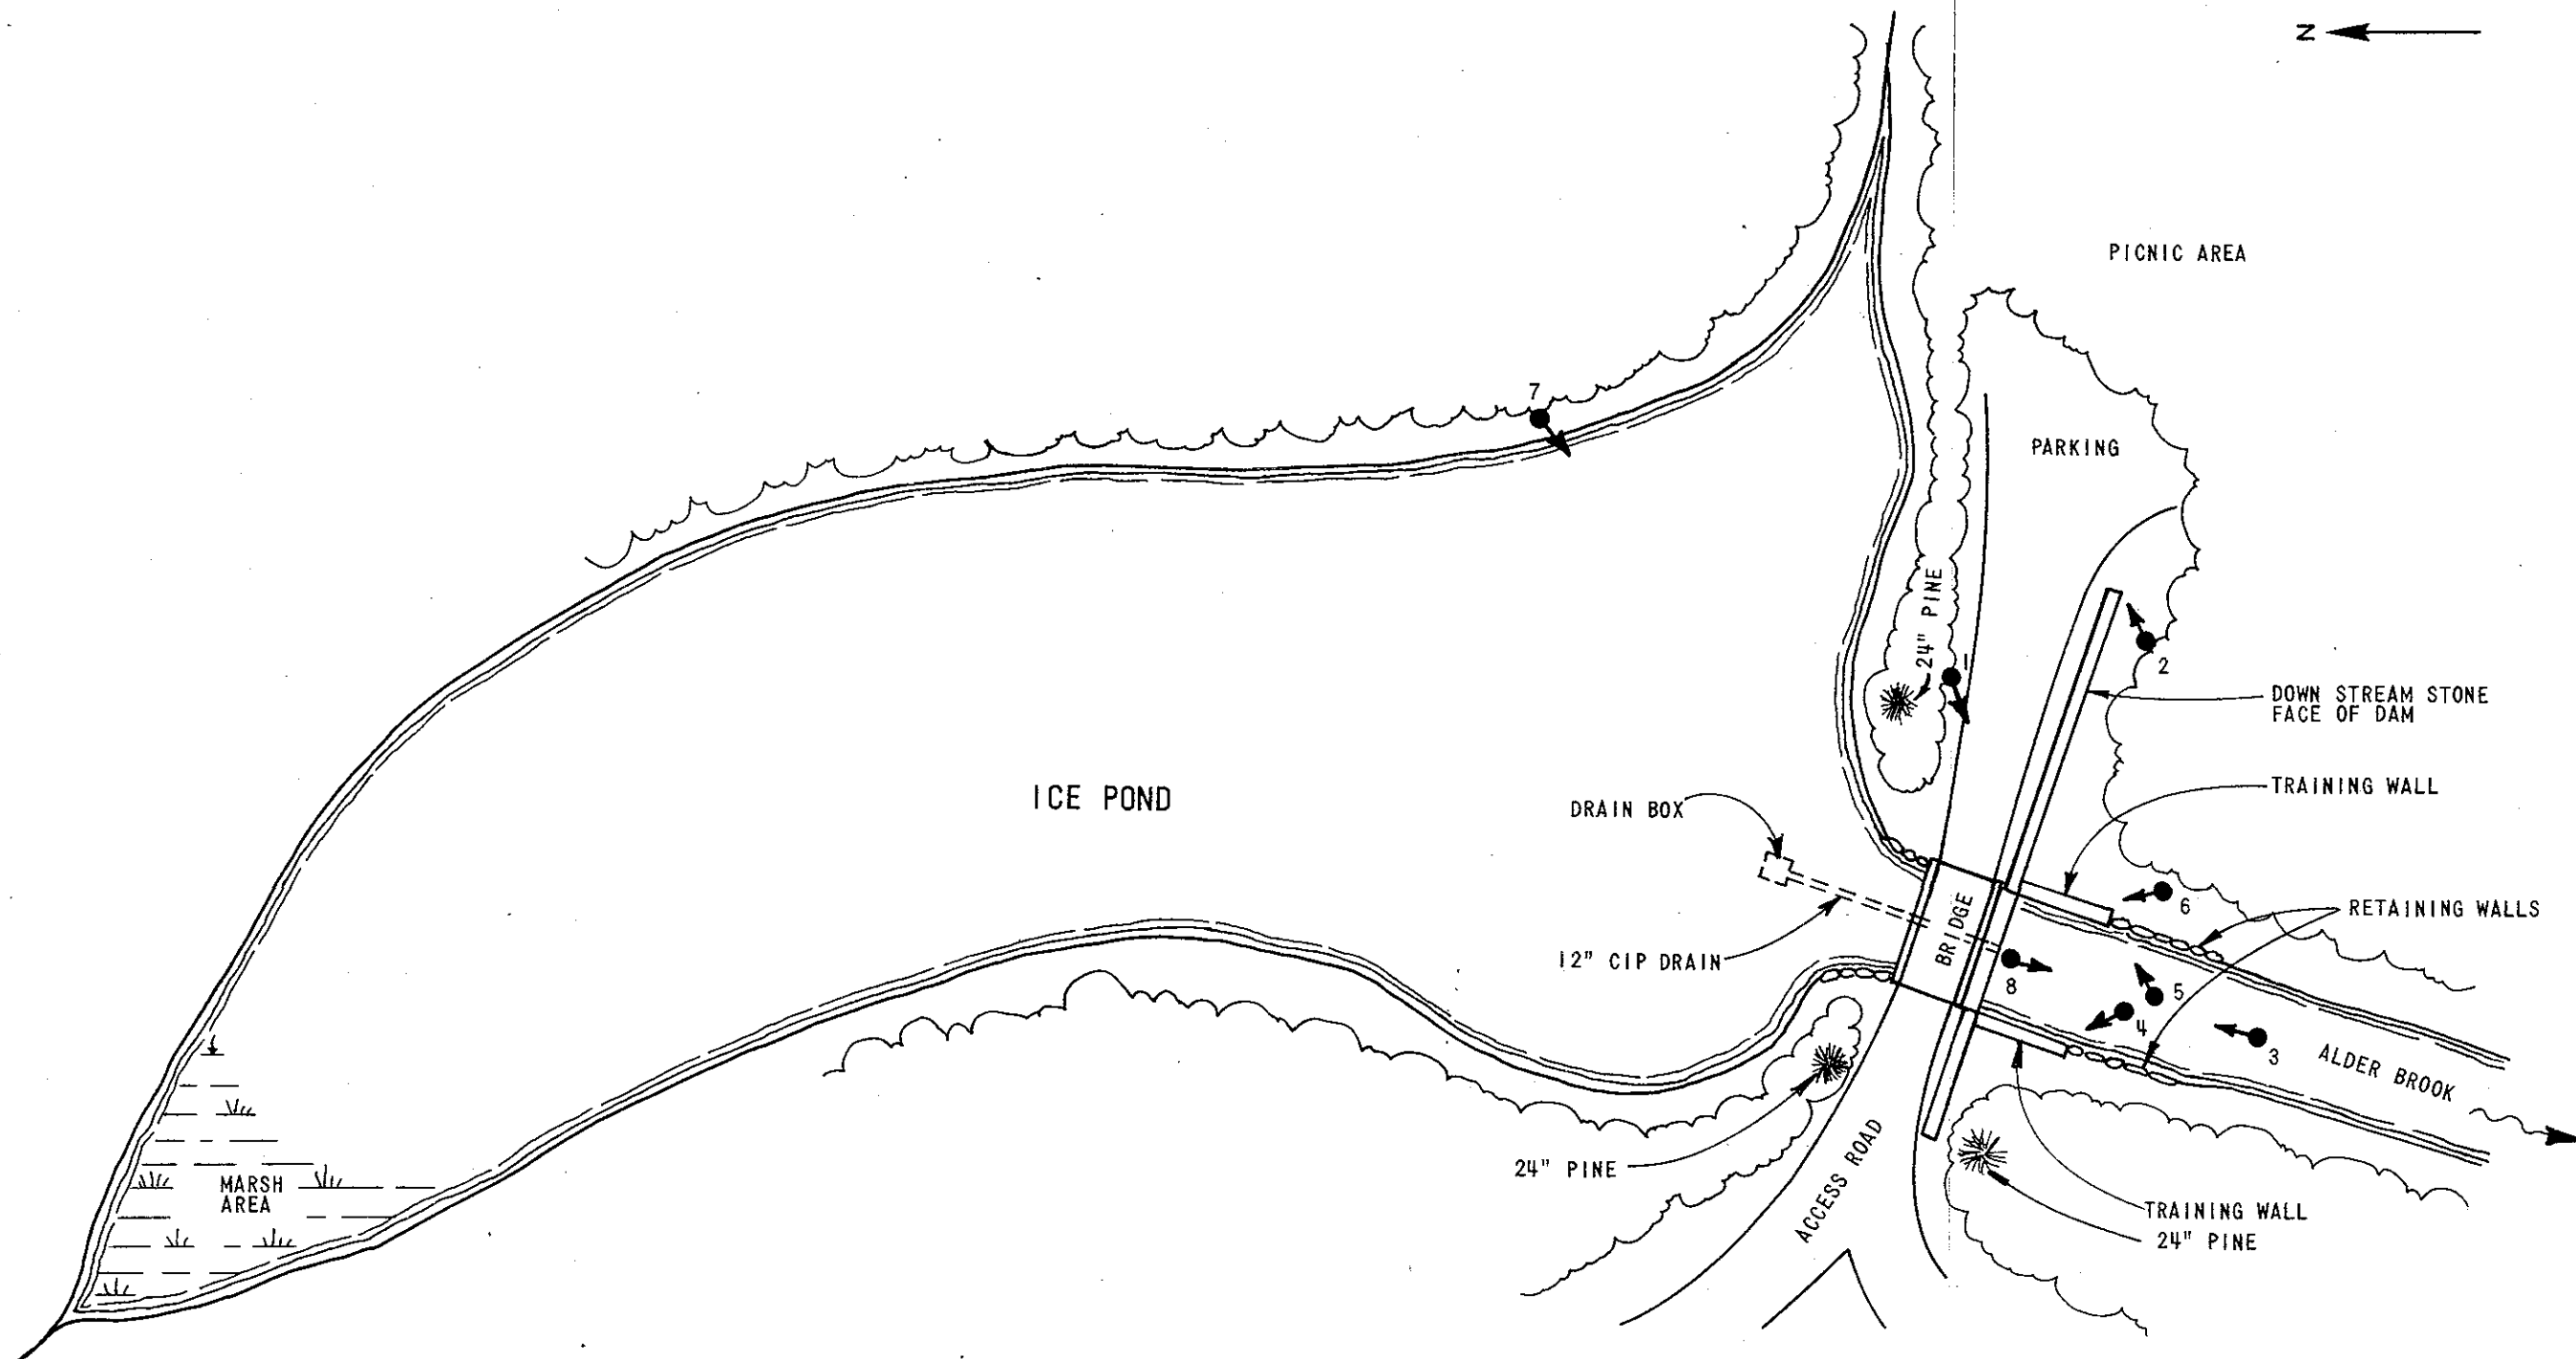 N
PICNIC AREA
7
PARKING
24" PINE
1
2
DOWN STREAM STONE
FACE OF DAM
TRAINING WALL
ICE POND
DRAIN BOX
6
RETAINING WALLS
BRIDGE
12" CIP DRAIN
8
5
4
3
ALDER BROOK
24" PINE
ACCESS ROAD
MARSH
AREA
TRAINING WALL
24" PINE